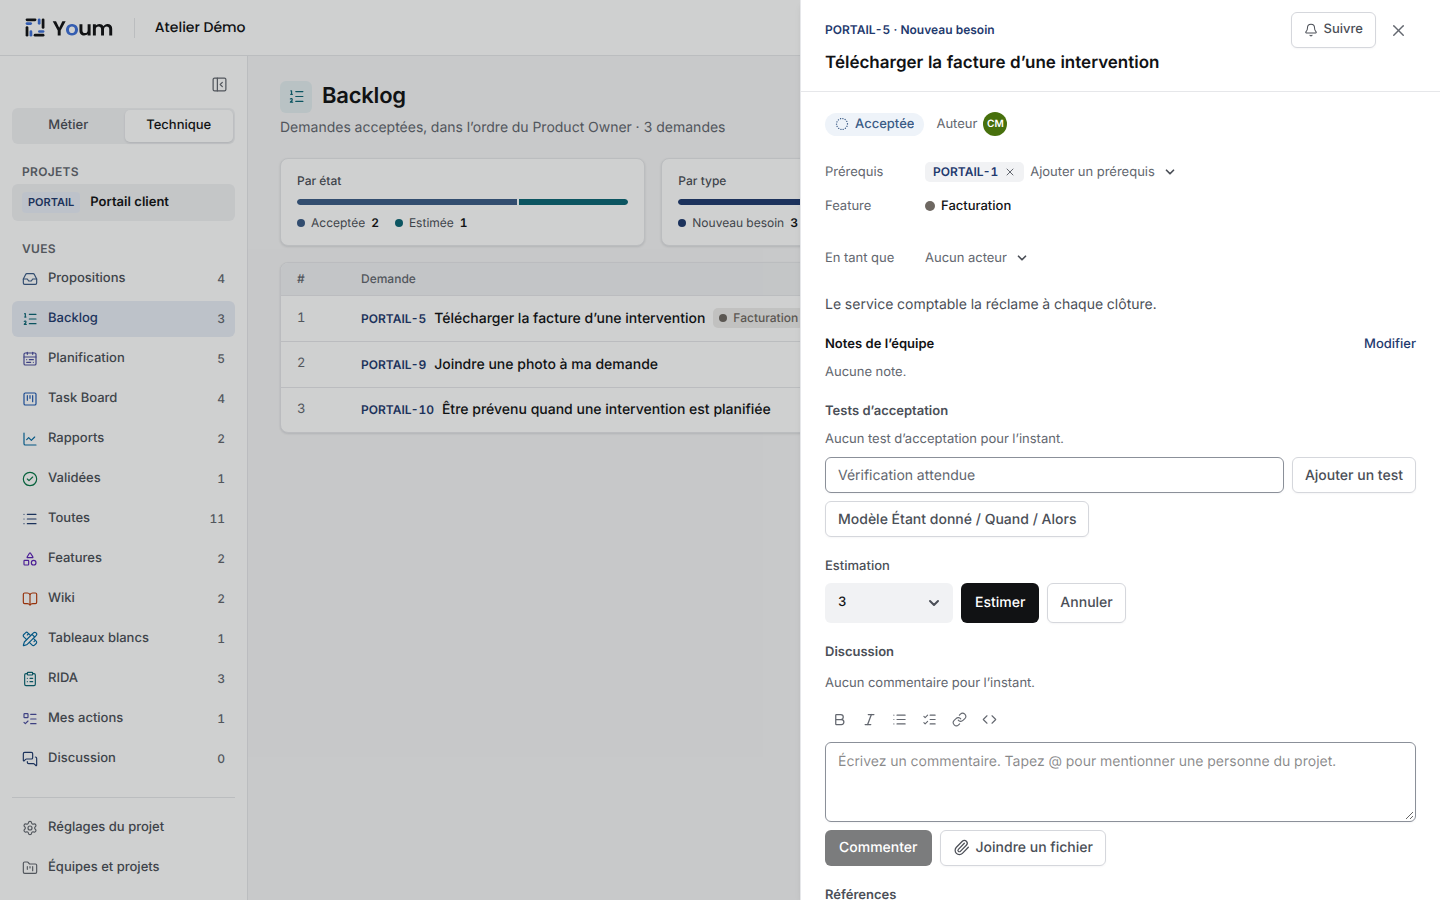 Youm
Atelier Démo
Métier
Technique
PROJETS
PORTAIL Portail client
VUES
Propositions 4
Backlog 3
Planification 5
Task Board 4
Rapports 2
Validées 1
Toutes 11
Features 2
Wiki 2
Tableaux blancs 1
RIDA 3
Mes actions 1
Discussion 0
Réglages du projet
Équipes et projets
Backlog
Demandes acceptées, dans l’ordre du Product Owner · 3 demandes
Par état
Acceptée 2 Estimée 1
Par type
Nouveau besoin 3
# Demande
1 PORTAIL-5 Télécharger la facture d’une intervention Facturation
2 PORTAIL-9 Joindre une photo à ma demande
3 PORTAIL-10 Être prévenu quand une intervention est planifiée
PORTAIL-5 · Nouveau besoin
Suivre
Télécharger la facture d’une intervention
Acceptée Auteur CM
Prérequis PORTAIL-1 Ajouter un prérequis
Feature Facturation
En tant que Aucun acteur
Le service comptable la réclame à chaque clôture.
Notes de l’équipe Modifier
Aucune note.
Tests d’acceptation
Aucun test d’acceptation pour l’instant.
Vérification attendue Ajouter un test
Modèle Étant donné / Quand / Alors
Estimation
3 Estimer Annuler
Discussion
Aucun commentaire pour l’instant.
Écrivez un commentaire. Tapez @ pour mentionner une personne du projet.
Commenter Joindre un fichier
Références